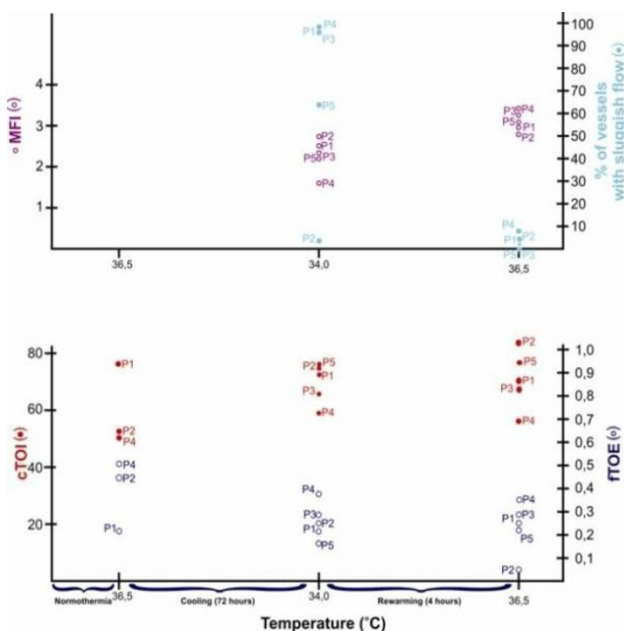 P1 P4
P3
100
90
80
70
60
50
40
30
20
10
4
3
2
1
° MFI (o)
% of vessels
with sluggish flow (•)
P5
P2
P1
P5 P3
P4
P2
P3 P4
P5
P1
P2
P4
P1 P2
P5 P3
36,5
34,0
36,5
80
60
40
20
cTOI (•)
fTOE (o)
1,0
0,9
0,8
0,7
0,6
0,5
0,4
0,3
0,2
0,1
P1
P2
P4
P4
P2
P1
P2 P5
P1
P3
P4
P4
P3
P2
P1
P5
P2
P5
P1
P3
P4
P4
P3
P1
P5
P2
Normothermia 36,5 Cooling (72 hours) 34,0 Rewarming (4 hours) 36,5
Temperature (˚C)